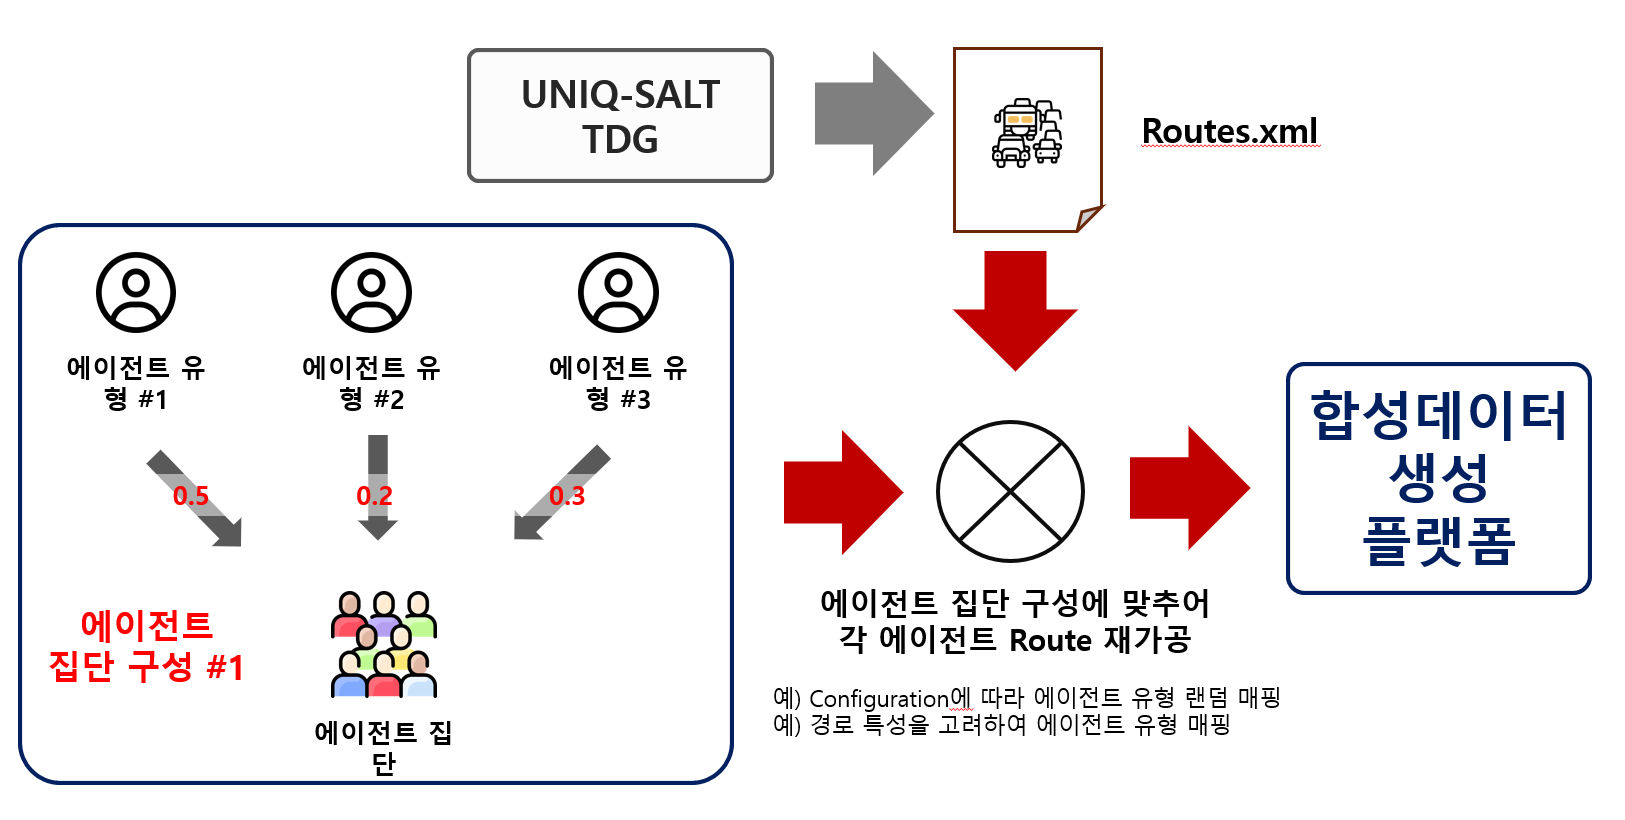 UNIQ-SALT
TDG
Routes.xml
에이전트 유
형 #1
에이전트 유
형 #2
에이전트 유
형 #3
0.5
0.2
0.3
에이전트
집단 구성 #1
에이전트 집
단
에이전트 집단 구성에 맞추어
각 에이전트 Route 재가공
예) Configuration에 따라 에이전트 유형 랜덤 매핑
예) 경로 특성을 고려하여 에이전트 유형 매핑
합성데이터
생성
플랫폼